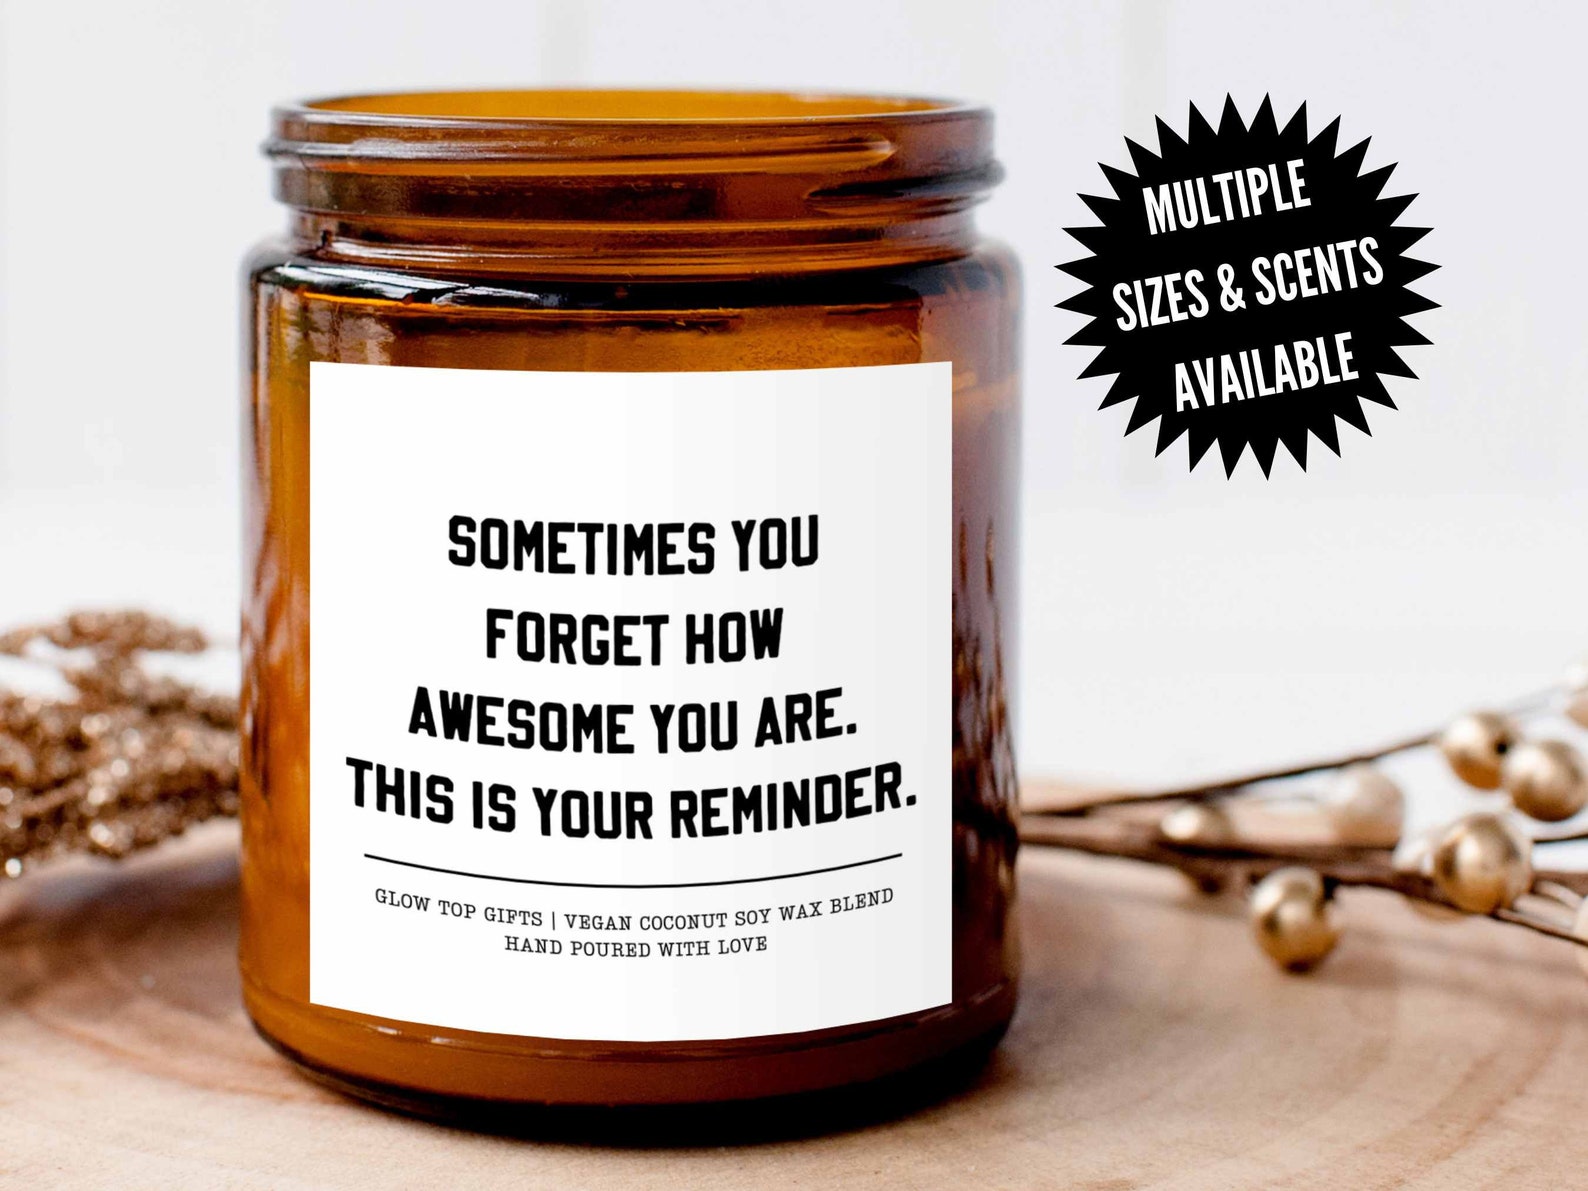 SOMETIMES YOU
FORGET HOW
AWESOME YOU ARE.
THIS IS YOUR REMINDER.
GLOW TOP GIFTS | VEGAN COCONUT SOY WAX BLEND
HAND POURED WITH LOVE
MULTIPLE
SIZES & SCENTS
AVAILABLE